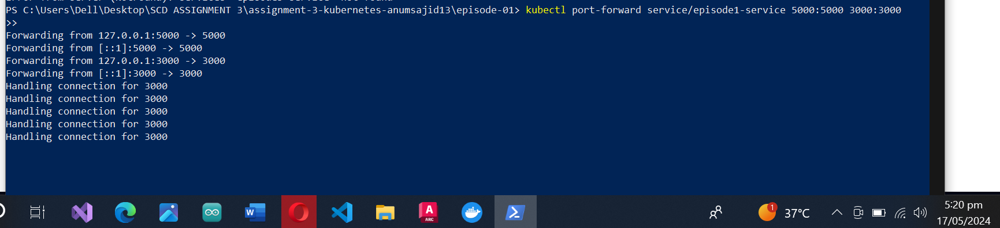 PS C:\Users\Dell\Desktop\SCD ASSIGNMENT 3\assignment-3-kubernetes-anumsajid13\episode-01> kubectl port-forward service/episode1-service 5000:5000 3000:3000
>>
Forwarding from 127.0.0.1:5000 -> 5000
Forwarding from [::1]:5000 -> 5000
Forwarding from 127.0.0.1:3000 -> 3000
Forwarding from [::1]:3000 -> 3000
Handling connection for 3000
Handling connection for 3000
Handling connection for 3000
Handling connection for 3000
Handling connection for 3000
W
A
ARC
1
37°C
5:20 pm
17/05/2024